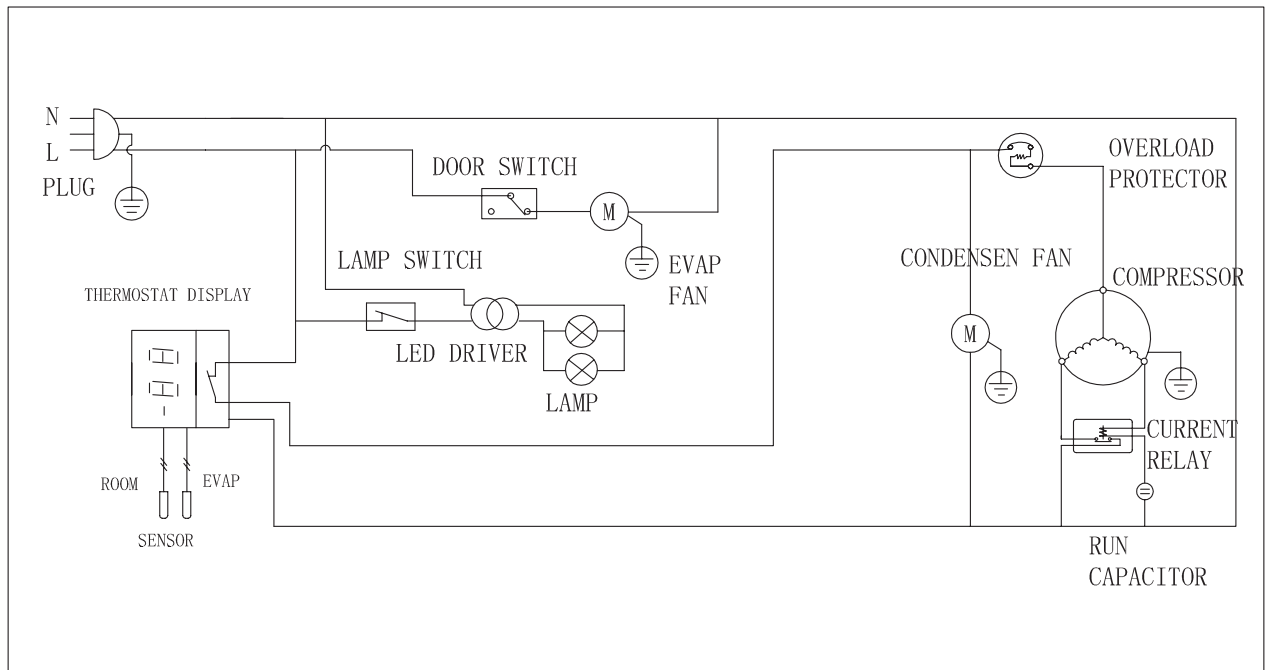 N
L
PLUG
DOOR SWITCH
M
EVAP
FAN
LAMP SWITCH
LED DRIVER
LAMP
THERMOSTAT DISPLAY
ROOM
EVAP
SENSOR
OVERLOAD
PROTECTOR
CONDENSEN FAN
M
COMPRESSOR
CURRENT
RELAY
RUN
CAPACITOR